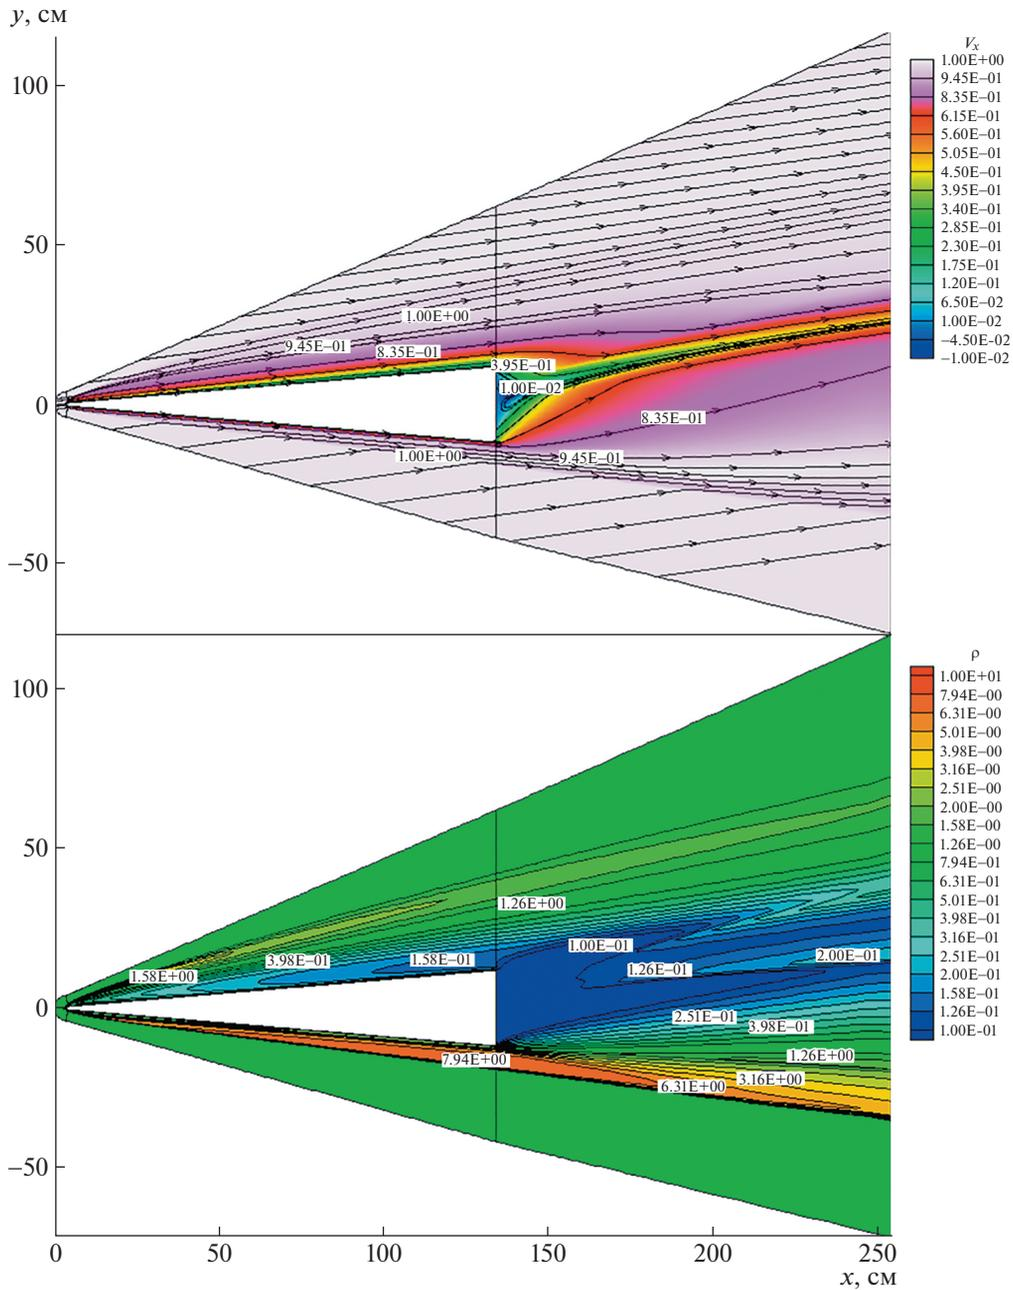 y, см
100
50
0
−50
1.00E+00
9.45E−01
8.35E−01
3.95E−01
1.00E−02
8.35E−01
1.00E+00
9.45E−01
Vx
1.00E+00
9.45E−01
8.35E−01
6.15E−01
5.60E−01
5.05E−01
4.50E−01
3.95E−01
3.40E−01
2.85E−01
2.30E−01
1.75E−01
1.20E−01
6.50E−02
1.00E−02
−4.50E−02
−1.00E−02
100
50
0
−50
1.26E+00
1.58E+00
3.98E−01
1.58E−01
1.00E−01
1.26E−01
2.00E−01
2.51E−01
3.98E−01
1.26E+00
7.94E+00
6.31E+00
3.16E+00
ρ
1.00E+01
7.94E−00
6.31E−00
5.01E−00
3.98E−00
3.16E−00
2.51E−00
2.00E−00
1.58E−00
1.26E−00
7.94E−01
6.31E−01
5.01E−01
3.98E−01
3.16E−01
2.51E−01
2.00E−01
1.58E−01
1.26E−01
1.00E−01
0
50
100
150
200
250
x, см